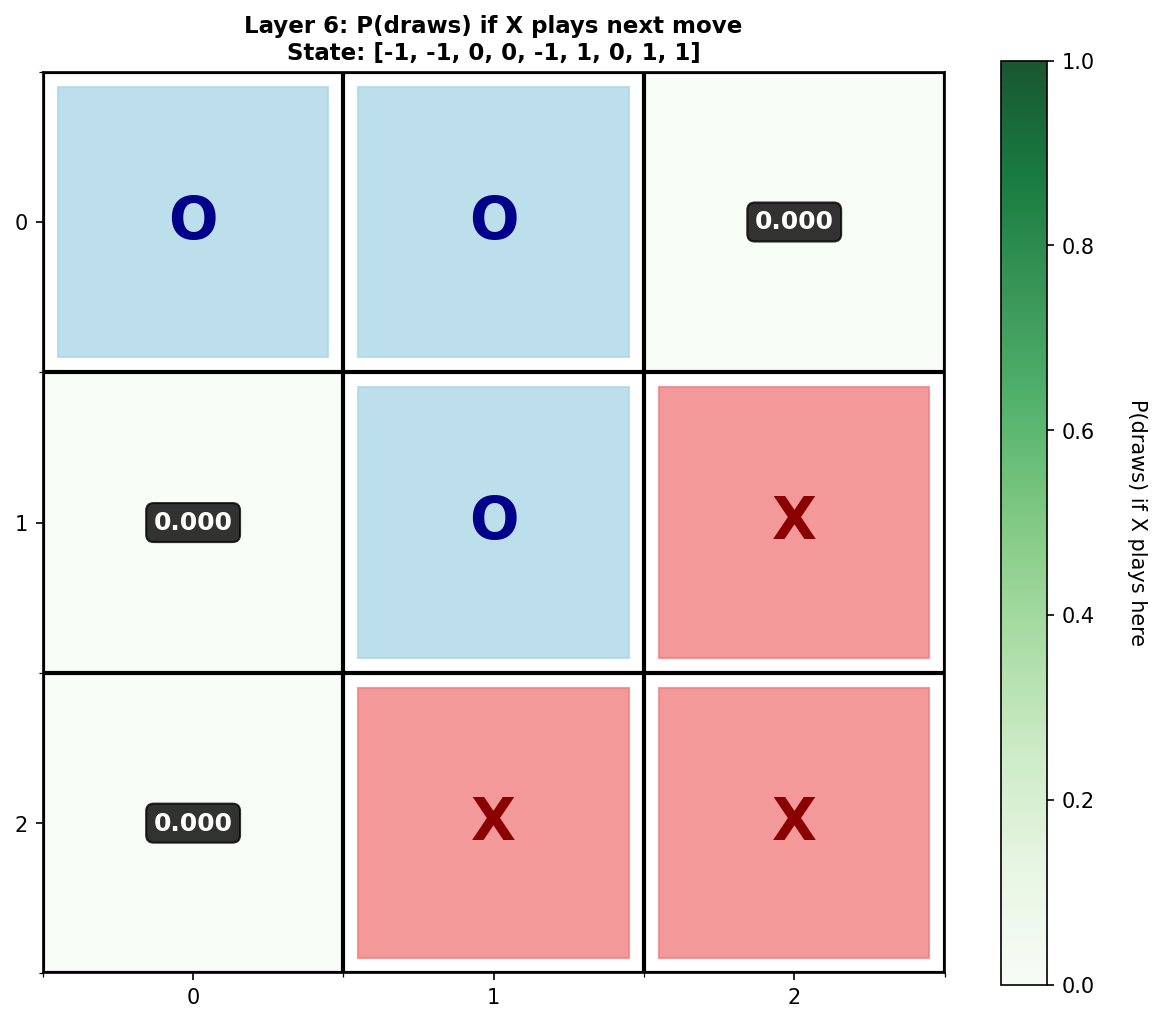 Layer 6: P(draws) if X plays next move
State: [-1, -1, 0, 0, -1, 1, 0, 1, 1]
0
O
O
0.000
1
0.000
O
X
2
0.000
X
X
0
1
2
1.0
0.8
0.6
0.4
0.2
0.0
P(draws) if X plays here